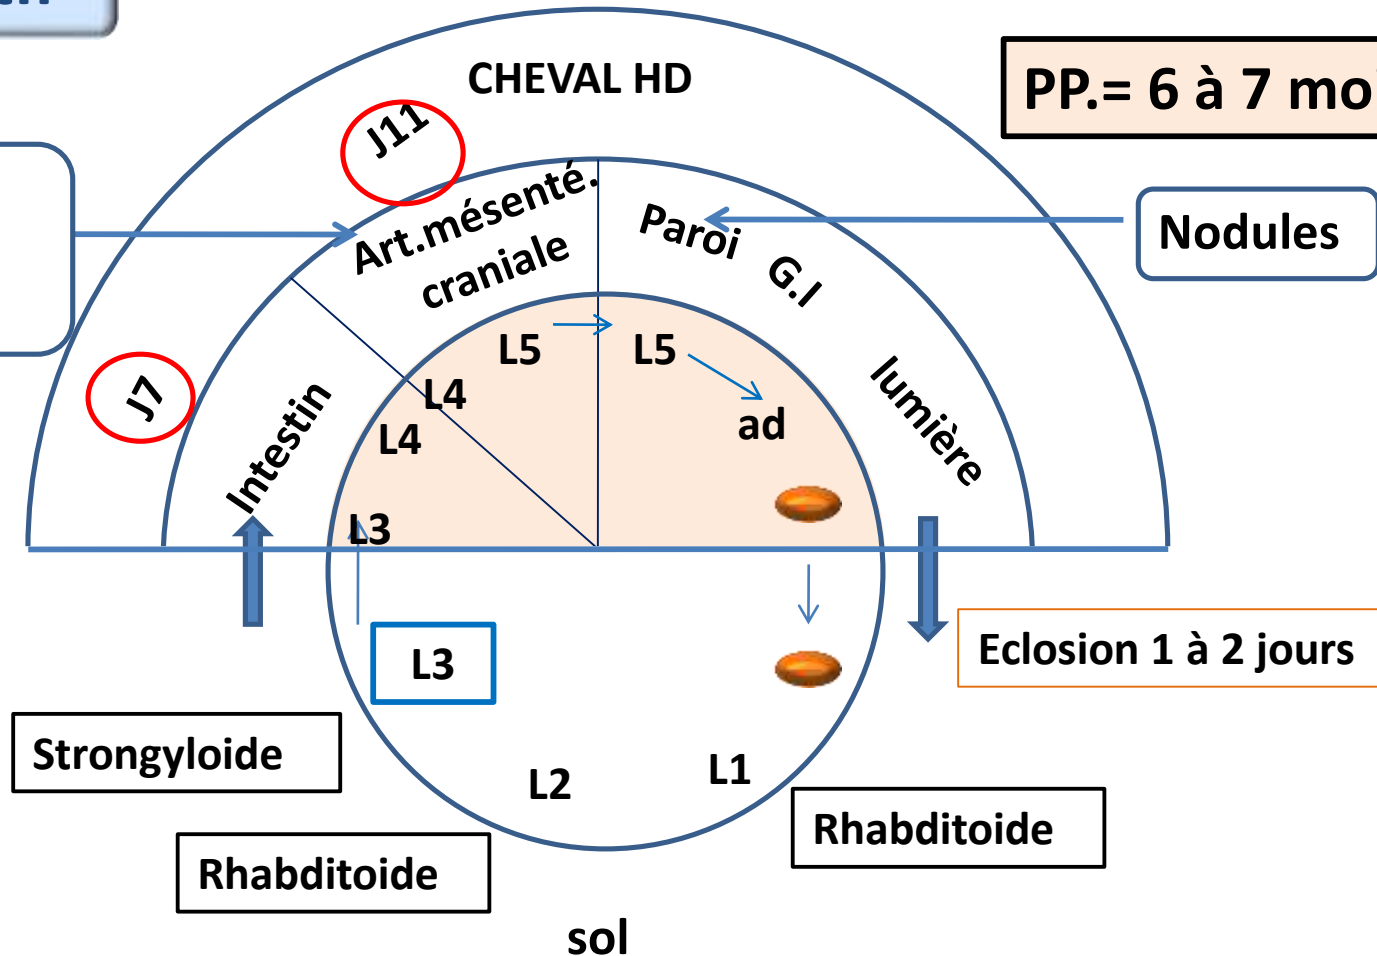 CHEVAL HD
PP.= 6 à 7
J11
Art.mésenté.
craniale
Paroi G.I
lumière
Nodules
J7
Intestin
L5
L5
L4
L4
ad
L3
L3
Eclosion 1 à 2 jours
Strongyloide
L2
L1
Rhabditoide
Rhabditoide
sol